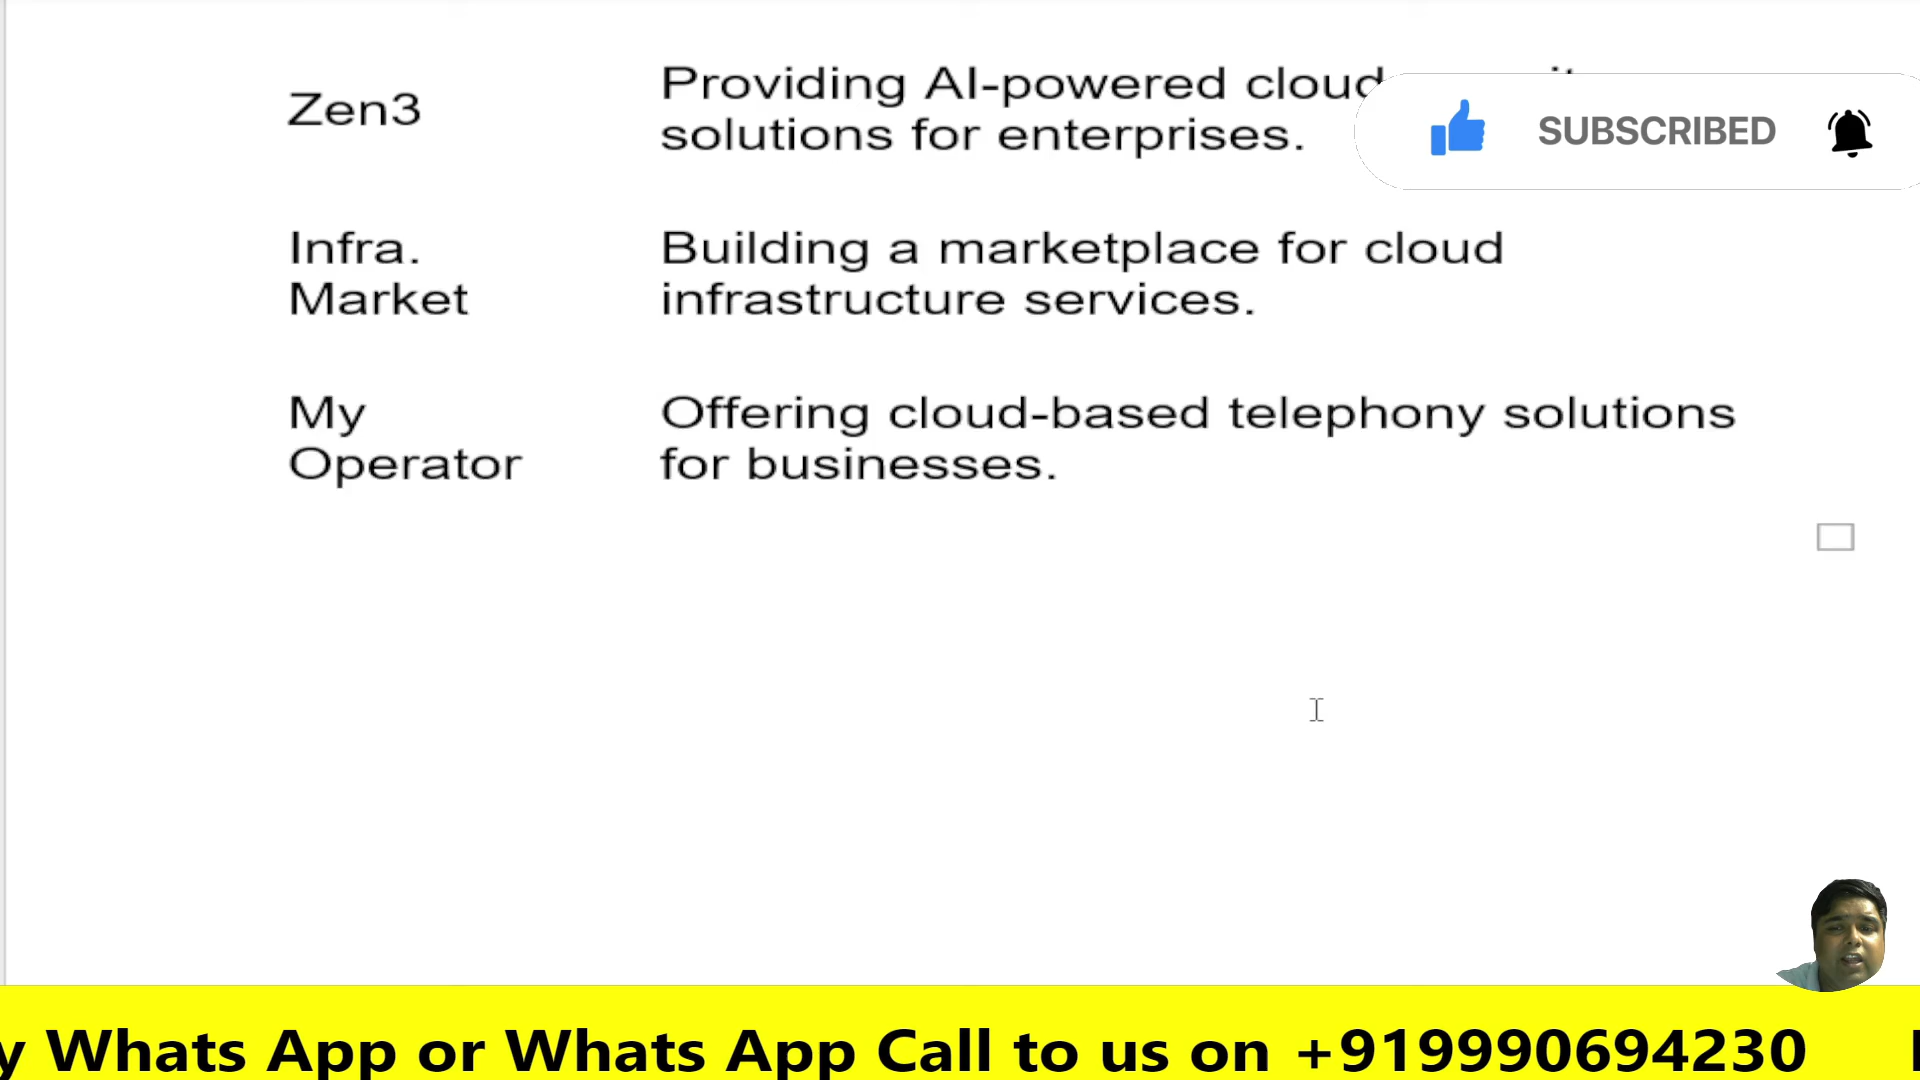 Zen3
Providing AI-powered cloud
solutions for enterprises.
SUBSCRIBED
Infra.
Market
Building a marketplace for cloud
infrastructure services.
My
Operator
Offering cloud-based telephony solutions
for businesses.
y Whats App or Whats App Call to us on +919990694230